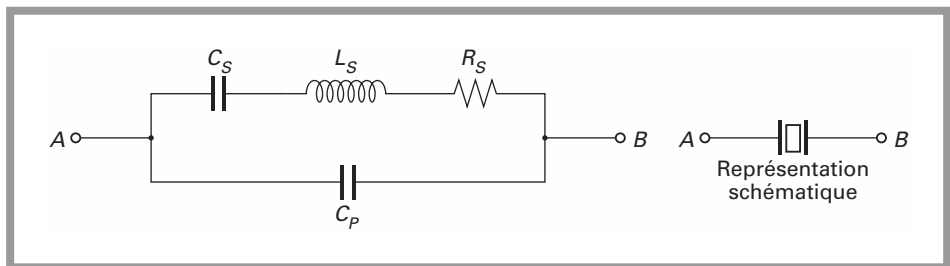 C_S L_S R_S
A B A B
Représentation
schématique
C_P